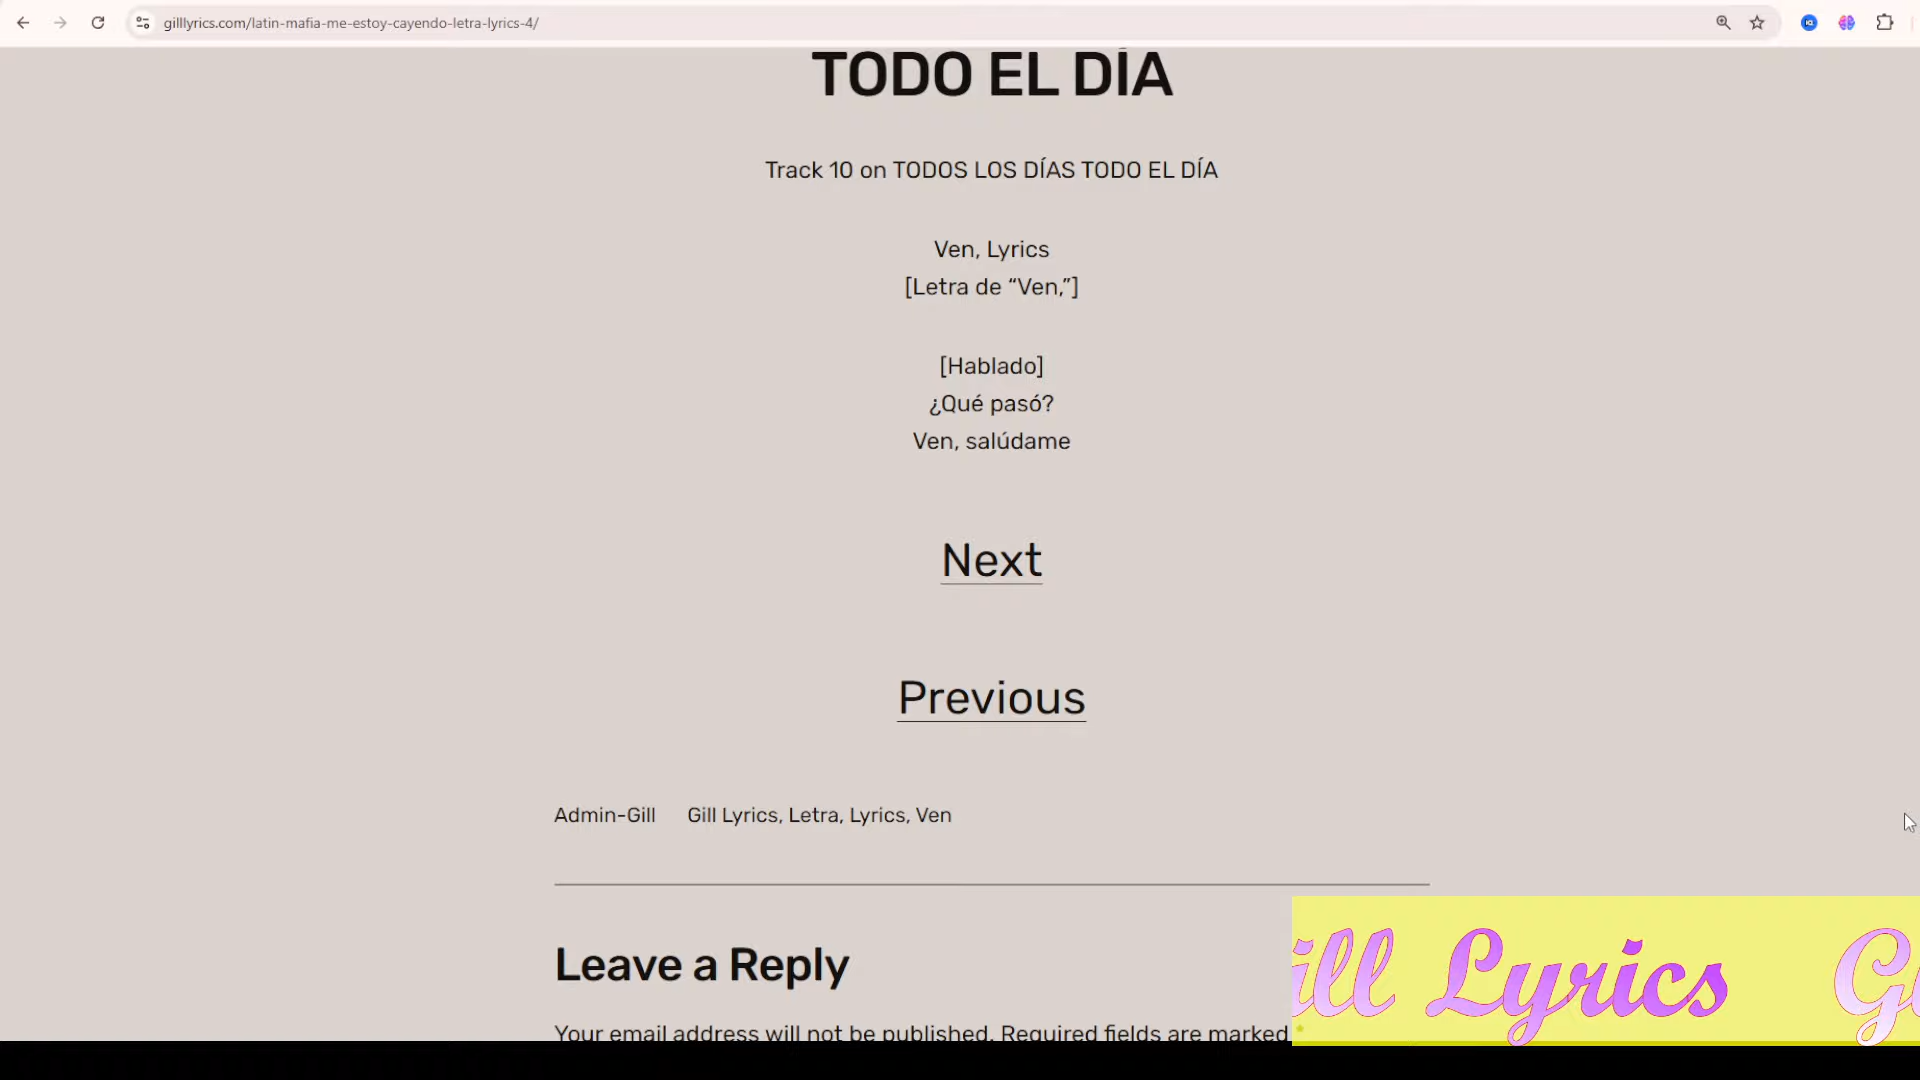 gilllyrics.com/latin-mafia-me-estoy-cayendo-letra-lyrics-4/
TODO EL DÍA
Track 10 on TODOS LOS DÍAS TODO EL DÍA
Ven, Lyrics
[Letra de “Ven,”]
[Hablado]
¿Qué pasó?
Ven, salúdame
Next
Previous
Admin-Gill Gill Lyrics, Letra, Lyrics, Ven
Leave a Reply
Your email address will not be published. Required fields are marked *
ill Lyrics G